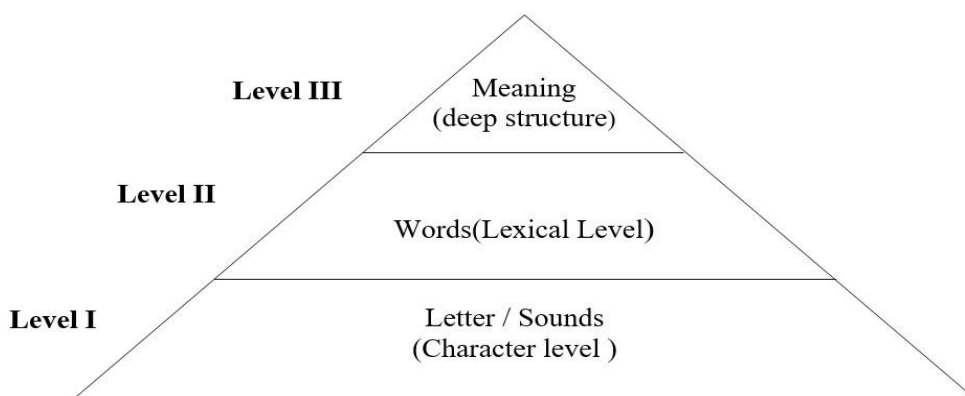 Level III
Meaning
(deep structure)
Level II
Words(Lexical Level)
Level I
Letter / Sounds
(Character level )